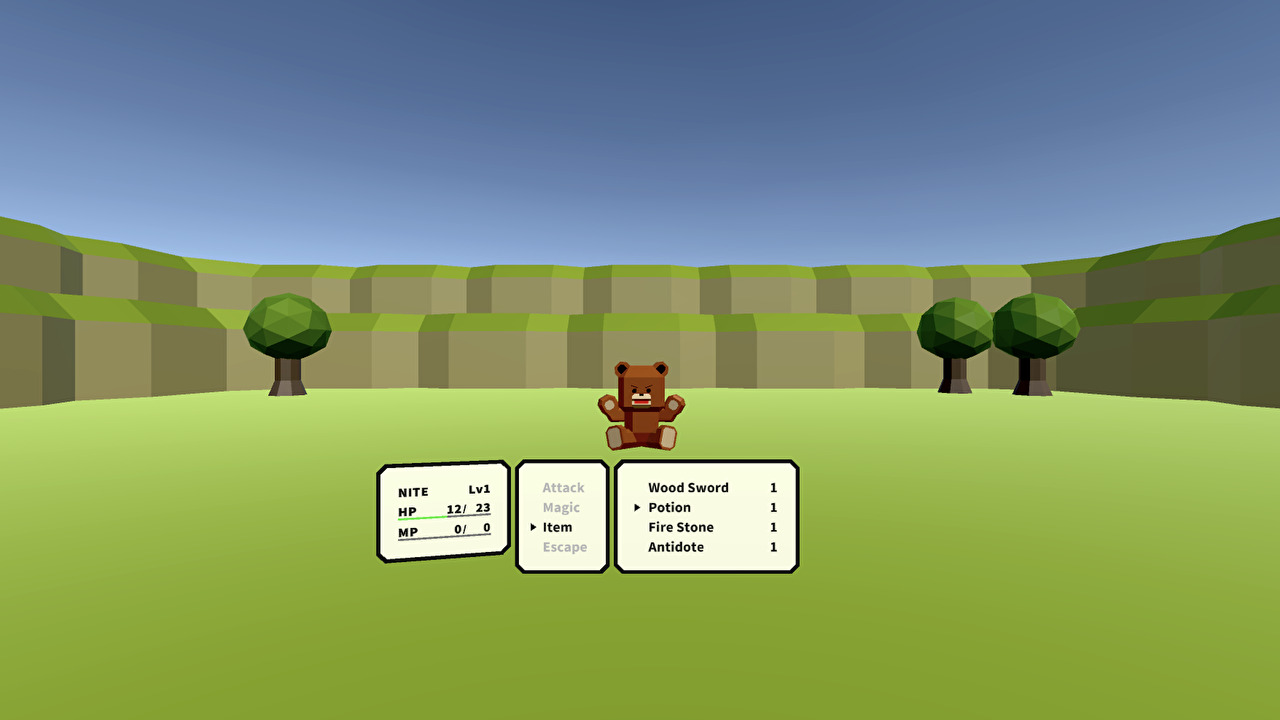 NITE Lv1
HP 12/ 23
MP 0/ 0
Attack
Magic
Item
Escape
Wood Sword 1
Potion 1
Fire Stone 1
Antidote 1